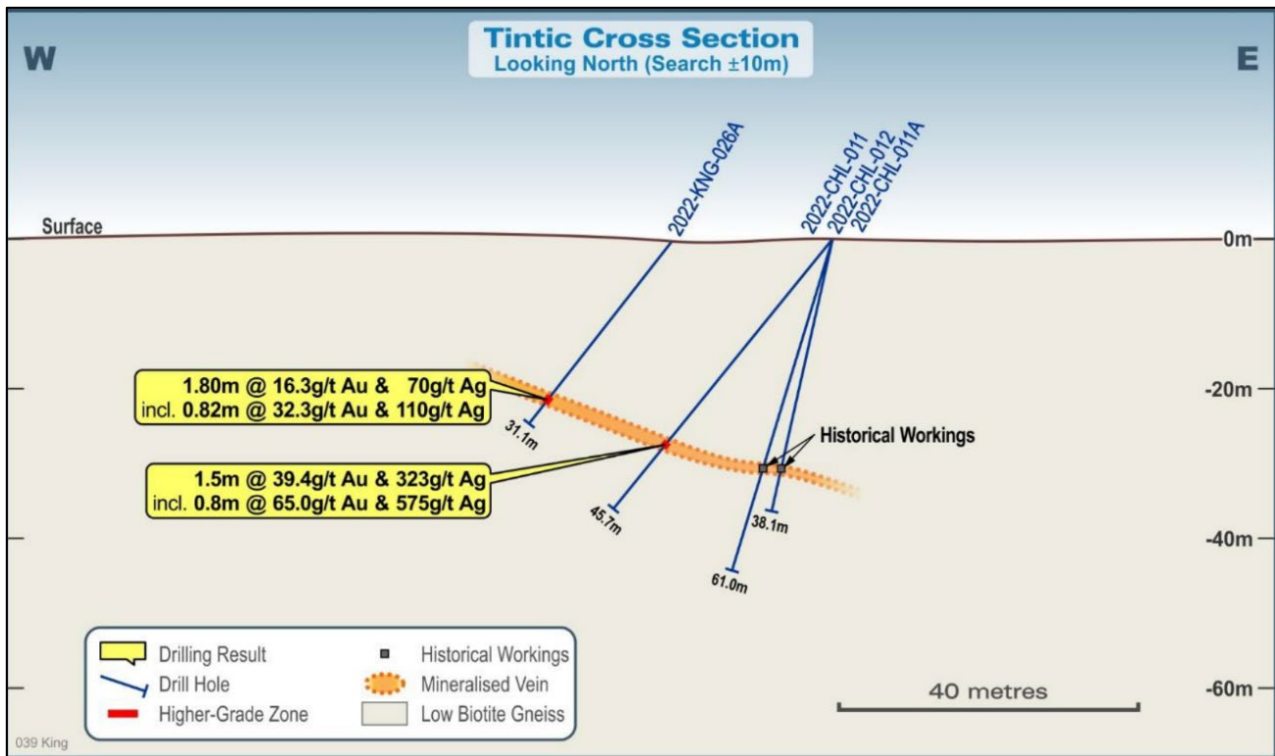 Tintic Cross Section
Looking North (Search ±10m)
W
E
2022-KNG-026A
2022-CHL-011
2022-CHL-012
2022-CHL-011A
Surface
0m
-20m
-40m
-60m
1.80m @ 16.3g/t Au & 70g/t Ag
incl. 0.82m @ 32.3g/t Au & 110g/t Ag
1.5m @ 39.4g/t Au & 323g/t Ag
incl. 0.8m @ 65.0g/t Au & 575g/t Ag
31.1m
45.7m
61.0m
38.1m
Historical Workings
Drilling Result
Drill Hole
Higher-Grade Zone
Historical Workings
Mineralised Vein
Low Biotite Gneiss
40 metres
039 King